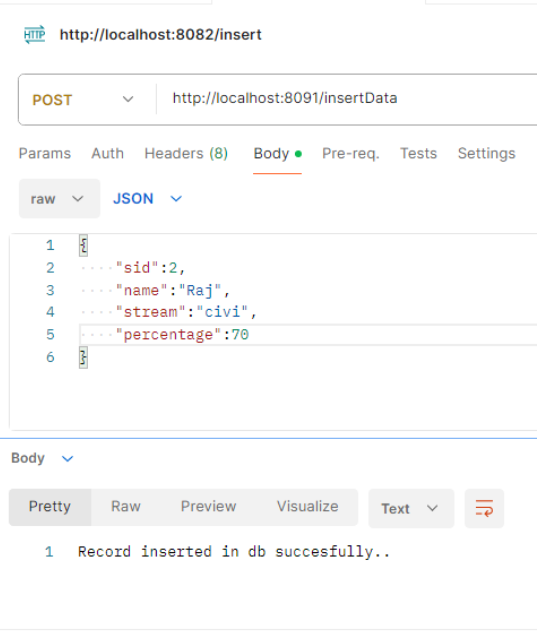 HTTP http://localhost:8082/insert
POST http://localhost:8091/insertData
Params Auth Headers (8) Body Pre-req. Tests Settings
raw JSON
1 {
2 ····"sid":2,
3 ····"name":"Raj",
4 ····"stream":"civi",
5 ····"percentage":70
6 }
Body
Pretty Raw Preview Visualize Text
1 Record inserted in db succesfully..